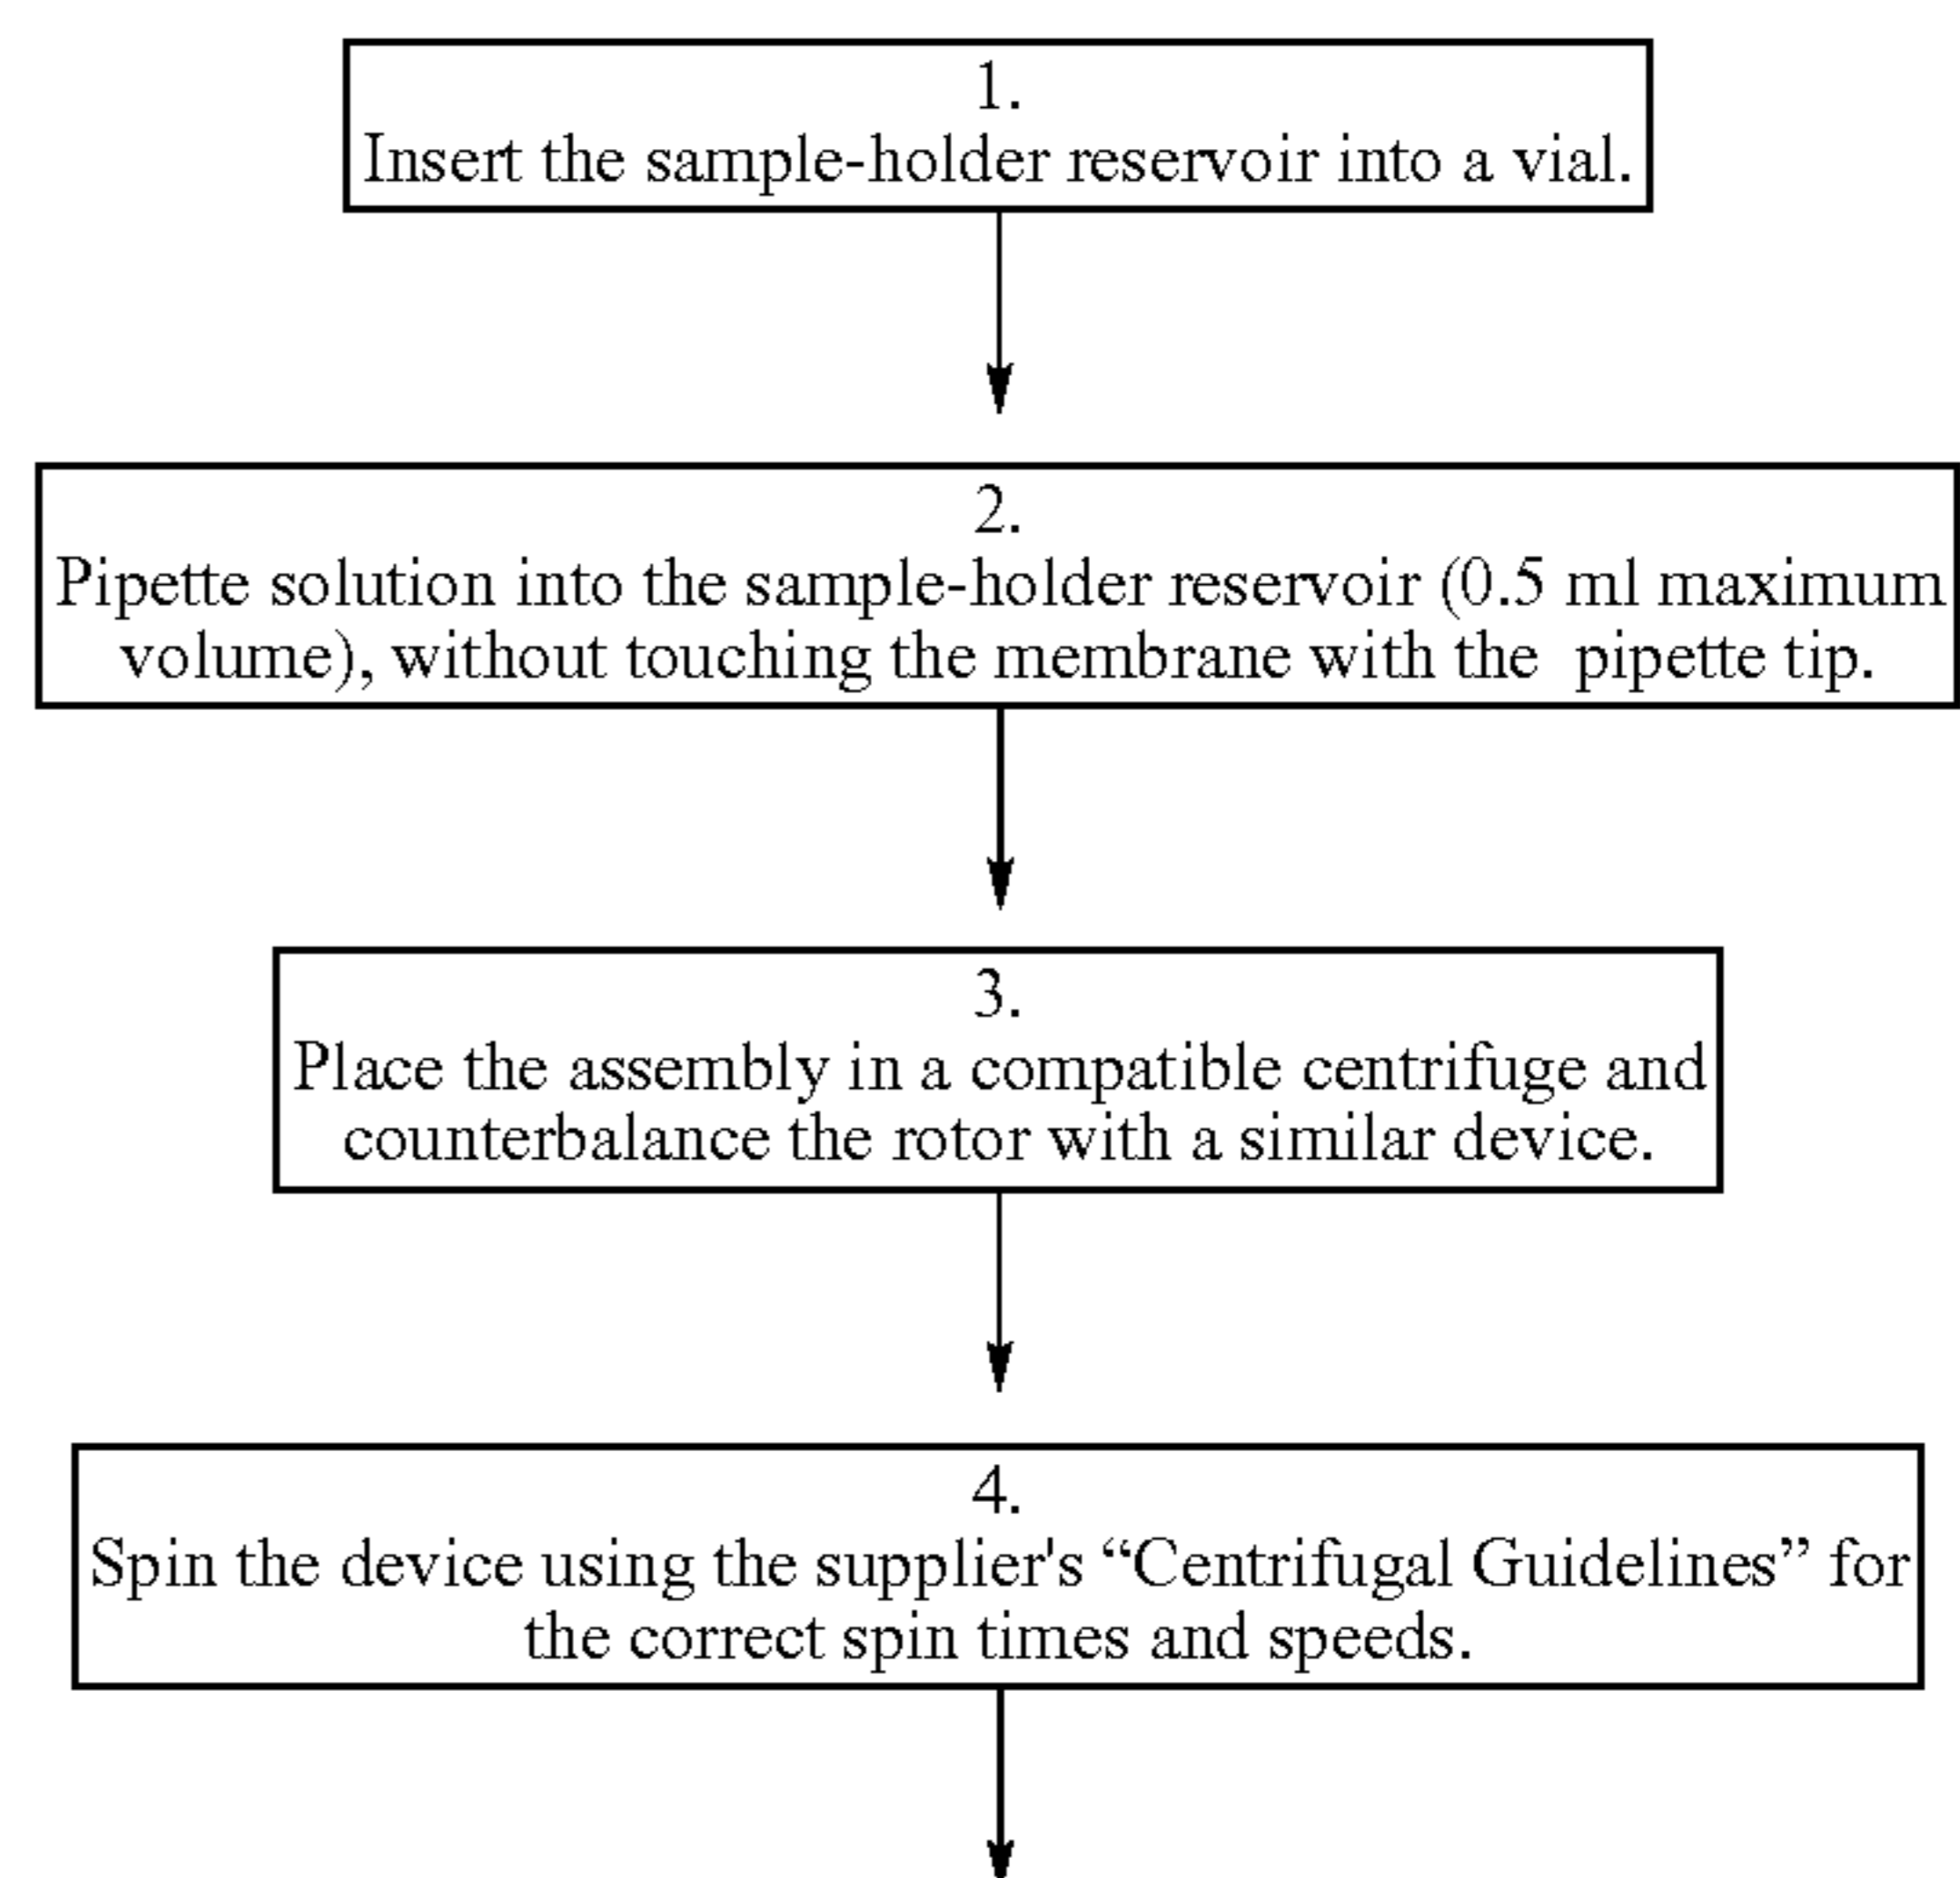 1.
Insert the sample-holder reservoir into a vial.
2.
Pipette solution into the sample-holder reservoir (0.5 ml maximum
volume), without touching the membrane with the pipette tip.
3.
Place the assembly in a compatible centrifuge and
counterbalance the rotor with a similar device.
4.
Spin the device using the supplier's “Centrifugal Guidelines” for
the correct spin times and speeds.